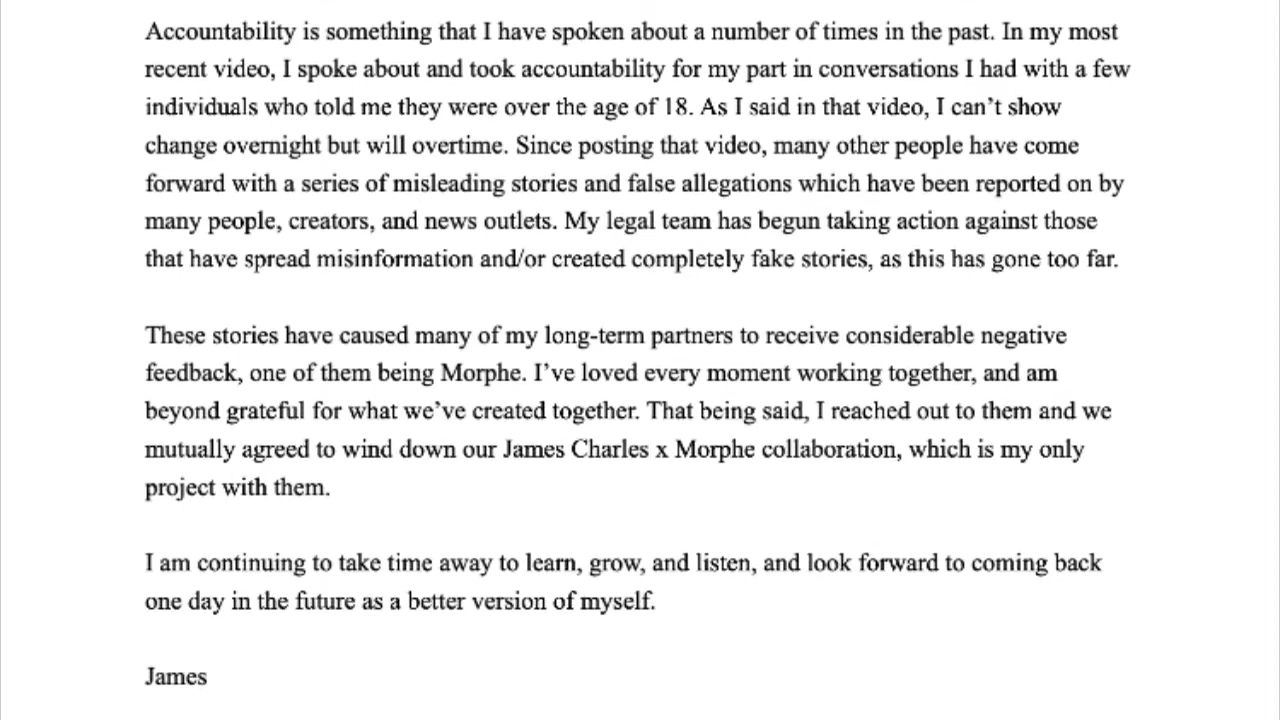 Accountability is something that I have spoken about a number of times in the past. In my most
recent video, I spoke about and took accountability for my part in conversations I had with a few
individuals who told me they were over the age of 18. As I said in that video, I can’t show
change overnight but will overtime. Since posting that video, many other people have come
forward with a series of misleading stories and false allegations which have been reported on by
many people, creators, and news outlets. My legal team has begun taking action against those
that have spread misinformation and/or created completely fake stories, as this has gone too far.
These stories have caused many of my long-term partners to receive considerable negative
feedback, one of them being Morphe. I’ve loved every moment working together, and am
beyond grateful for what we’ve created together. That being said, I reached out to them and we
mutually agreed to wind down our James Charles x Morphe collaboration, which is my only
project with them.
I am continuing to take time away to learn, grow, and listen, and look forward to coming back
one day in the future as a better version of myself.
James